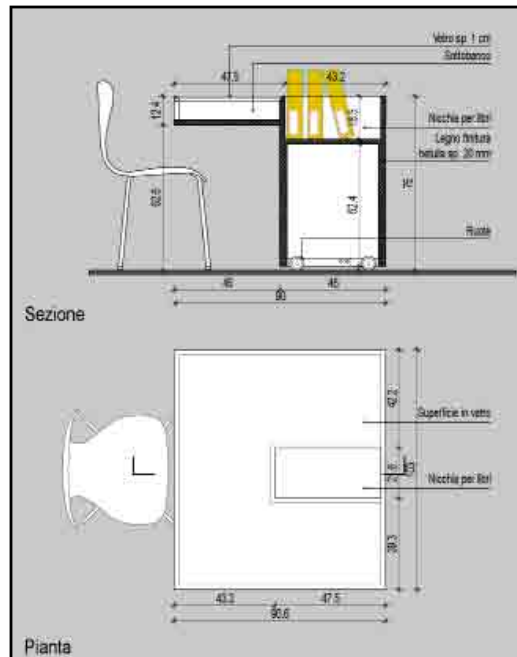 Vetro sp. 1 cm
Sottobanco
47.5
43.2
12.4
Nicchia per libri
Legno finitura
betulla sp. 20 mm
62.6
62.4
75
Ruote
45
45
90
Sezione
42.2
Superficie in vetro
Nicchia per libri
39.3
43.2
47.5
90.6
Pianta